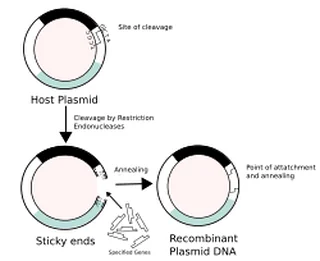 Site of cleavage
Host Plasmid
Cleavage by Restriction
Endonucleases
Annealing
Point of attatchment
and annealing
Specified Genes
Sticky ends
Recombinant
Plasmid DNA